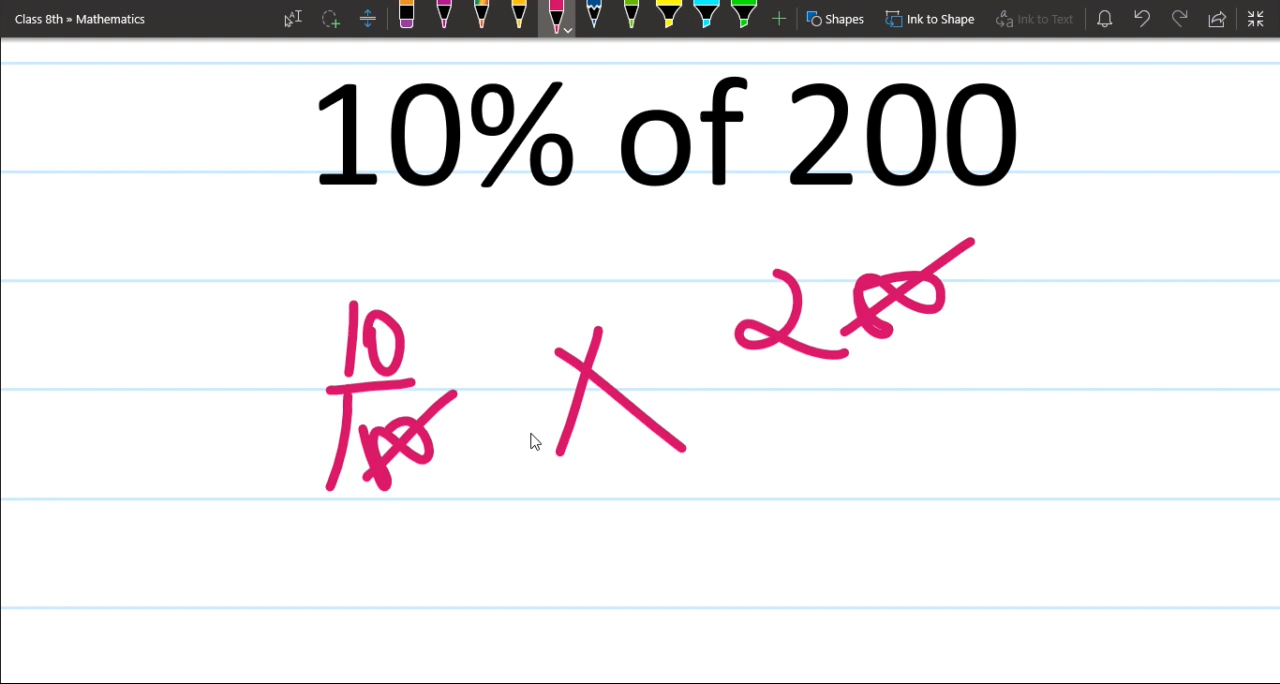 Class 8th » Mathematics
Shapes
Ink to Shape
Ink to Text
10% of 200
10
100 X 200